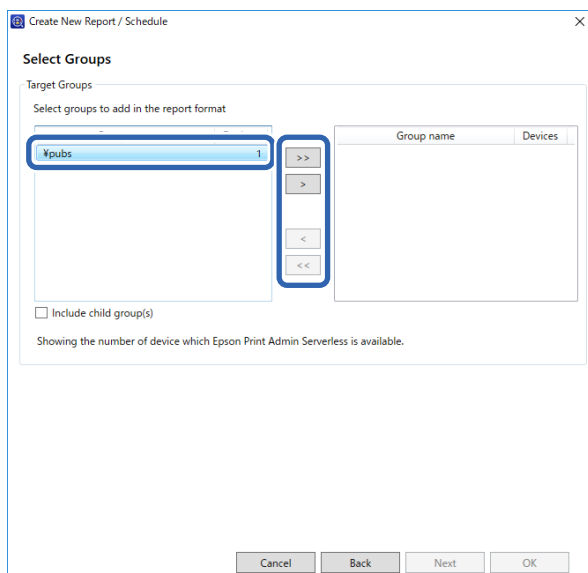 Create New Report / Schedule
Select Groups
Target Groups
Select groups to add in the report format
Group name Devices
¥pubs 1
>>
>
<
<<
Include child group(s)
Showing the number of device which Epson Print Admin Serverless is available.
Cancel Back Next OK